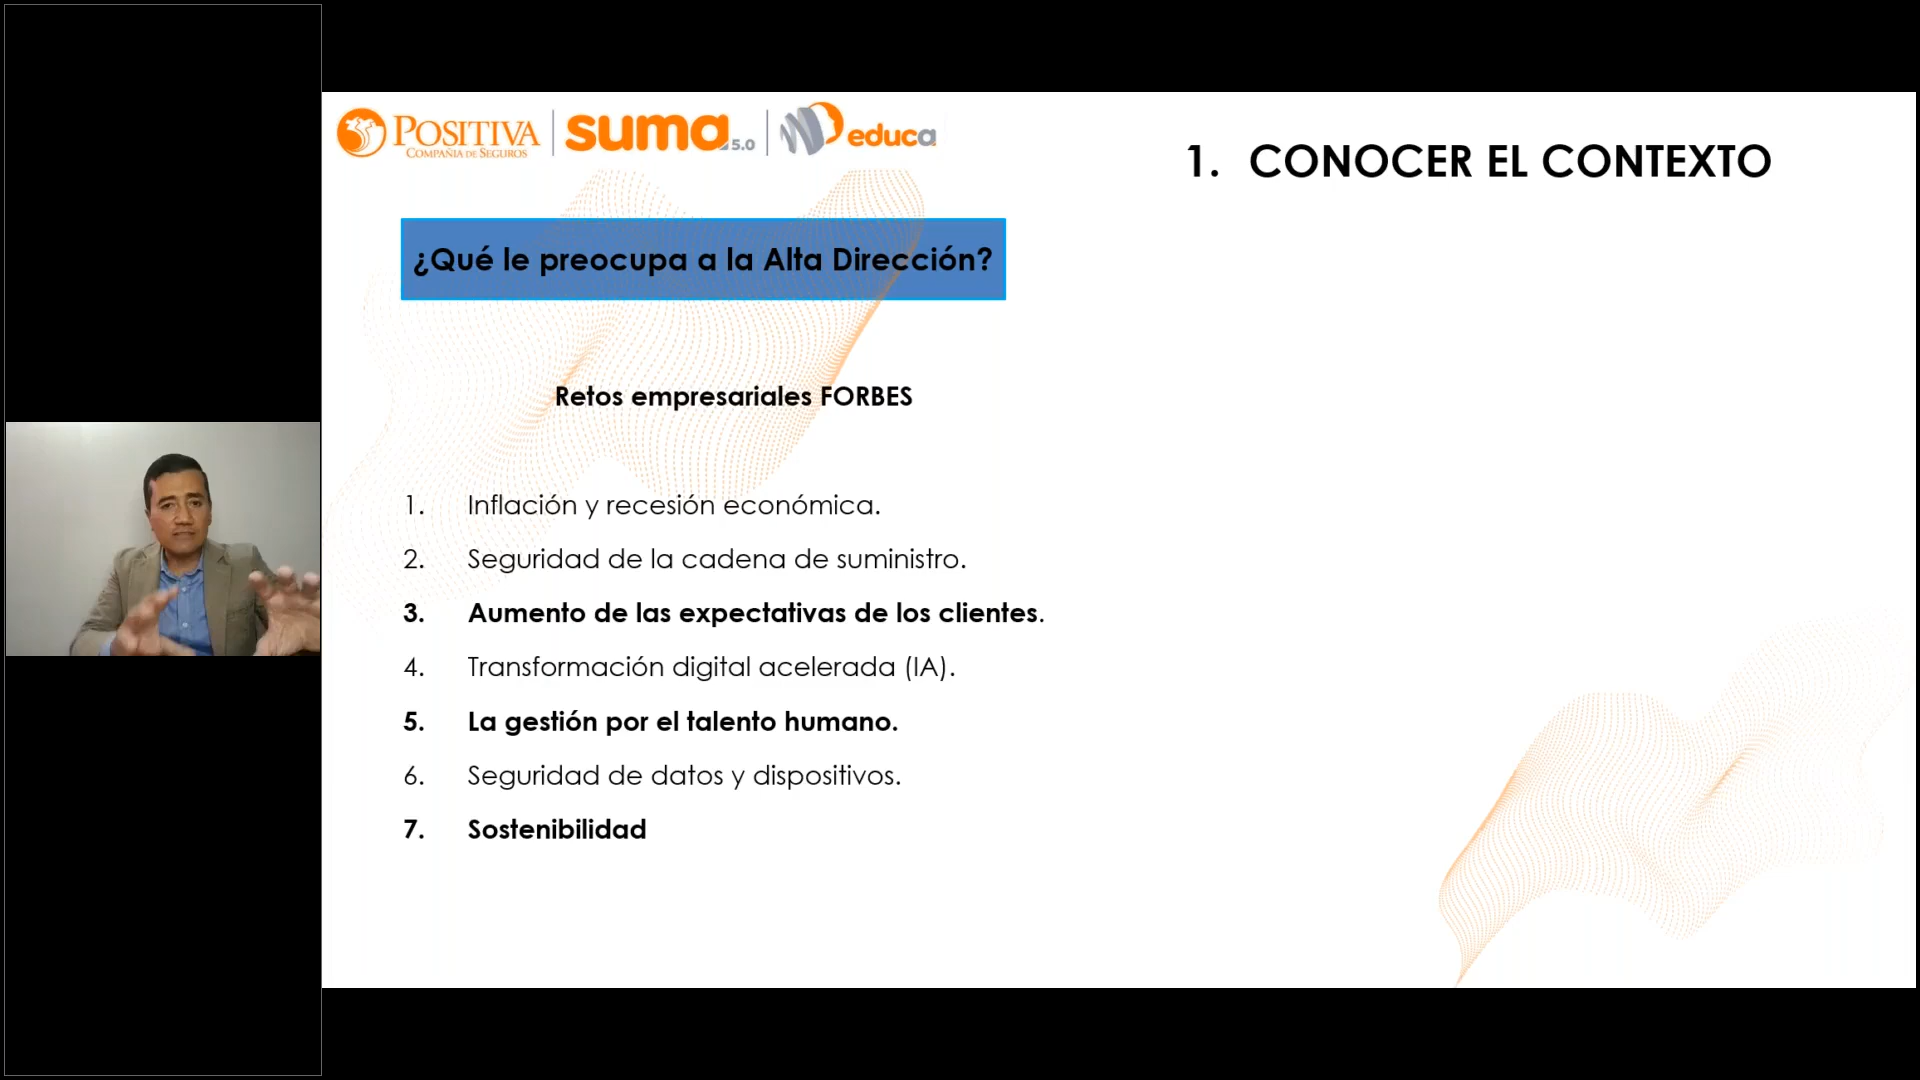 POSITIVA
COMPAÑIA DE SEGUROS
suma 5.0
educa
1. CONOCER EL CONTEXTO
¿Qué le preocupa a la Alta Dirección?
Retos empresariales FORBES
1. Inflación y recesión económica.
2. Seguridad de la cadena de suministro.
3. Aumento de las expectativas de los clientes.
4. Transformación digital acelerada (IA).
5. La gestión por el talento humano.
6. Seguridad de datos y dispositivos.
7. Sostenibilidad